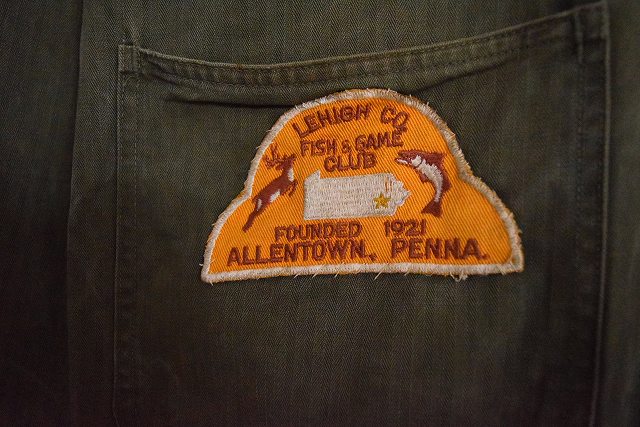 LEHIGH CO.
FISH & GAME
CLUB
FOUNDED 1921
ALLENTOWN, PENNA.